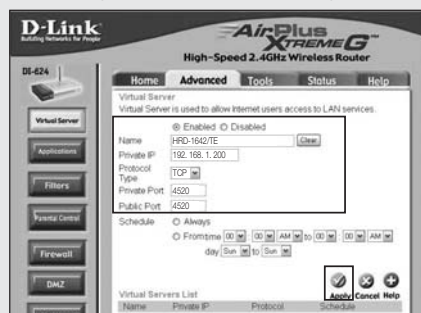 D-Link
Building Networks for People
AirPlus
XTREME G™
High-Speed 2.4GHz Wireless Router
DI-624
Home Advanced Tools Status Help
Virtual Server
Virtual Server is used to allow Internet users access to LAN services.
Virtual Server
Enabled Disabled
Name HRD-1642/TE Clear
Applications
Private IP 192. 168. 1. 200
Protocol Type TCP
Filters
Private Port 4520
Public Port 4520
Parental Control
Schedule Always
From time 00 : 00 AM to 00 : 00 AM
day Sun to Sun
Firewall
DMZ
Apply Cancel Help
Virtual Servers List
Name Private IP Protocol Schedule